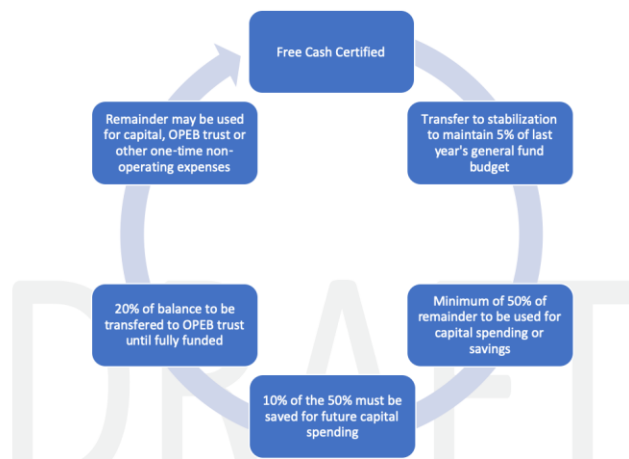 Free Cash Certified
Transfer to stabilization
to maintain 5% of last
year's general fund
budget
Minimum of 50% of
remainder to be used for
capital spending or
savings
10% of the 50% must be
saved for future capital
spending
20% of balance to be
transfered to OPEB trust
until fully funded
Remainder may be used
for capital, OPEB trust or
other one-time non-
operating expenses
DRAFT